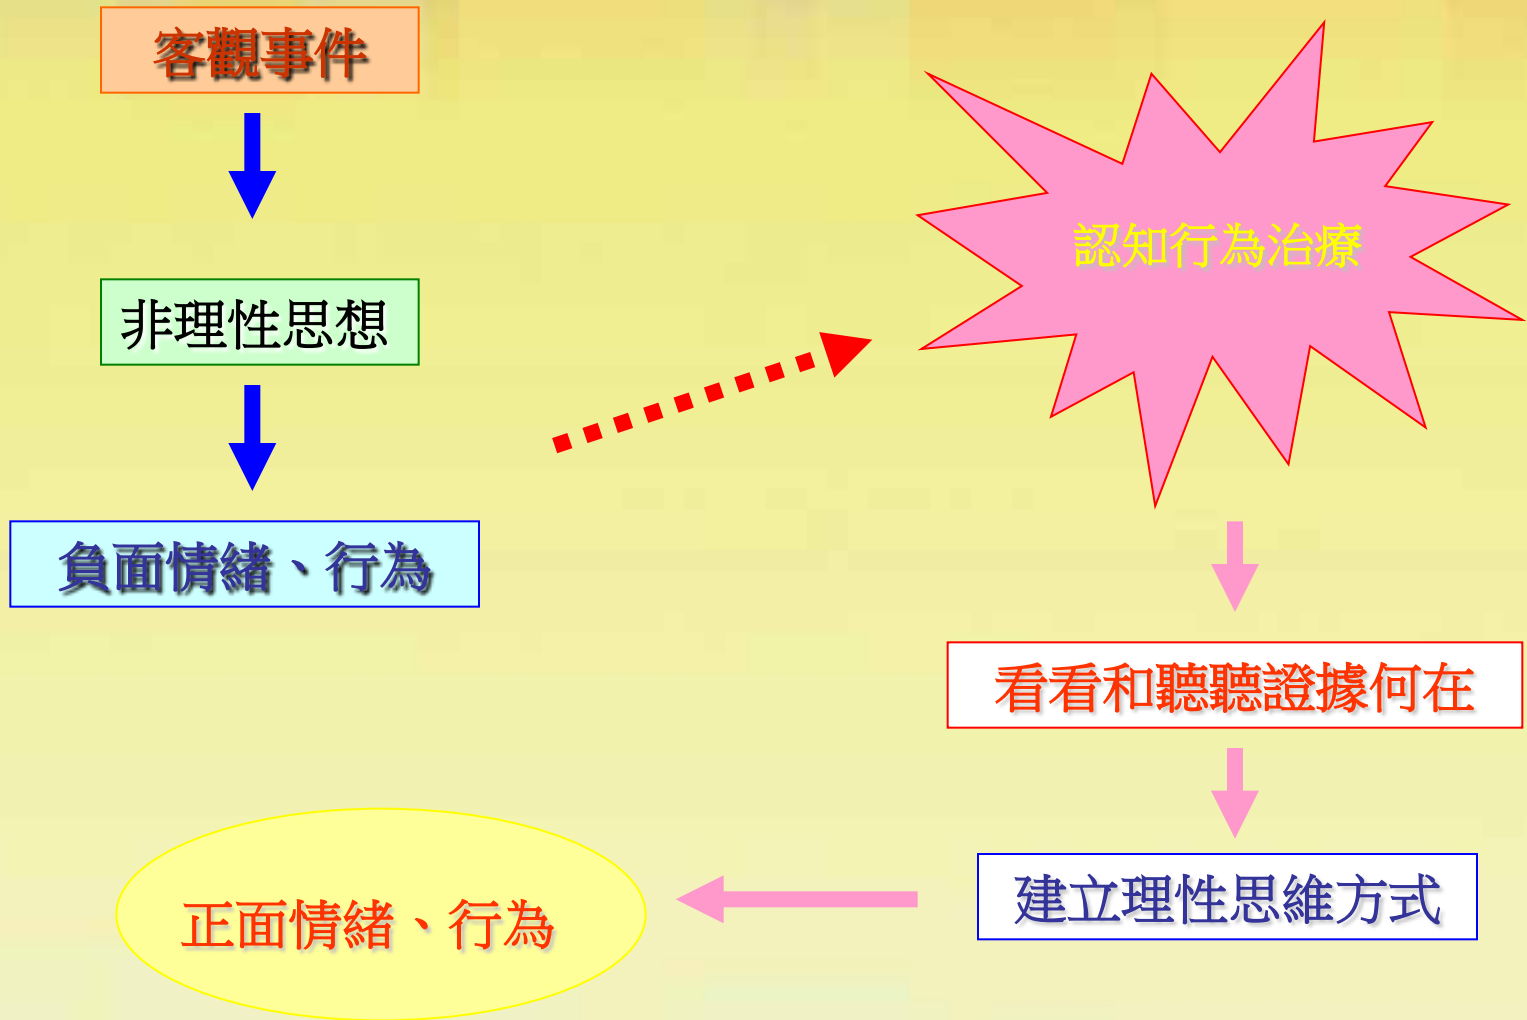 客觀事件
非理性思想
負面情緒、行為
認知行為治療
看看和聽聽證據何在
建立理性思維方式
正面情緒、行為